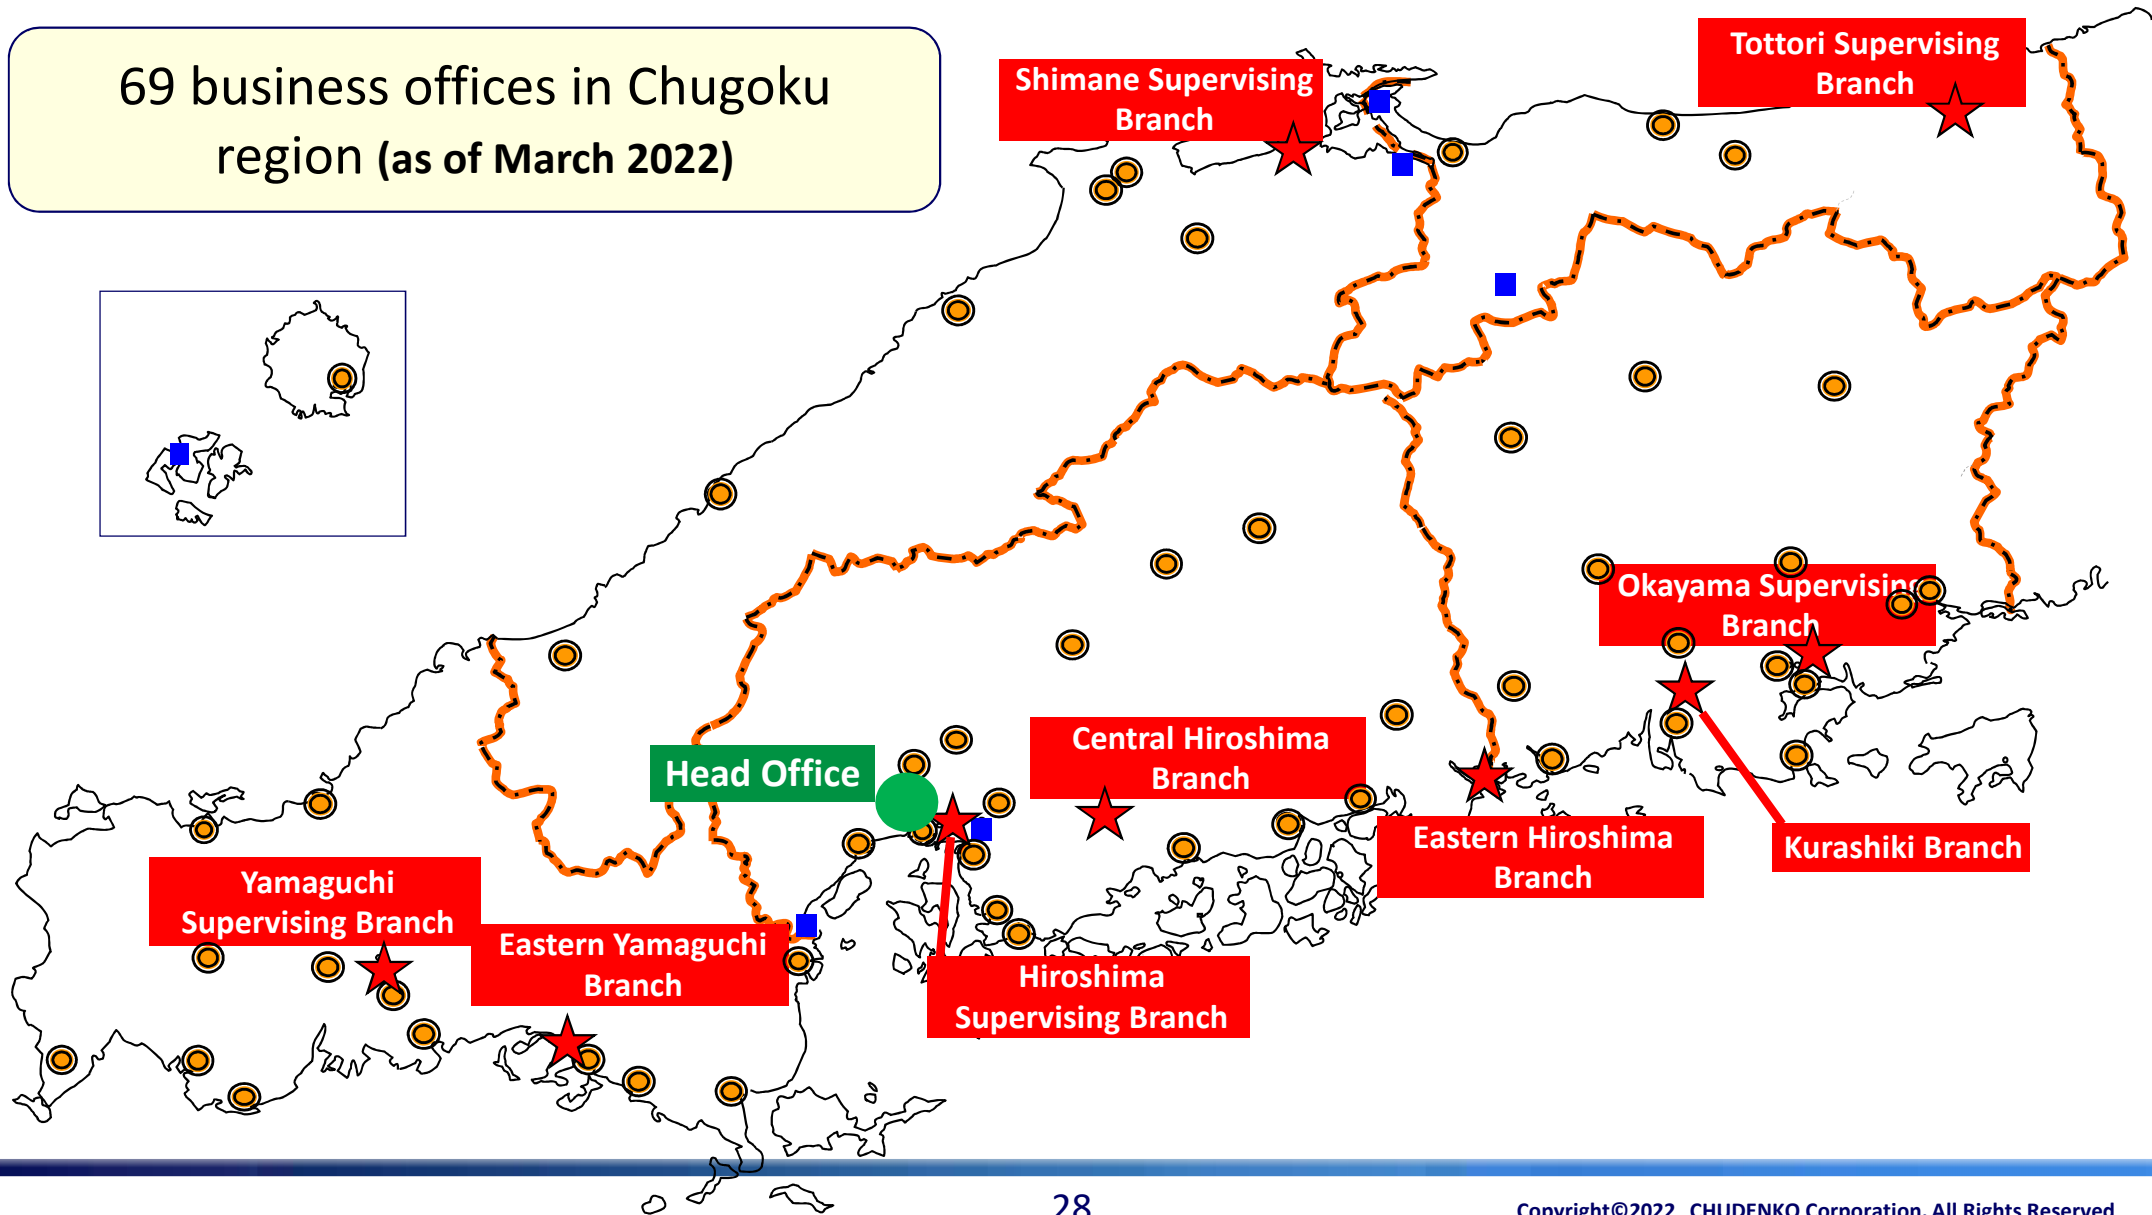 69 business offices in Chugoku
region (as of March 2022)
Shimane Supervising
Branch
Tottori Supervising
Branch
Okayama Supervising
Branch
Head Office
Central Hiroshima
Branch
Eastern Hiroshima
Branch
Kurashiki Branch
Yamaguchi
Supervising Branch
Eastern Yamaguchi
Branch
Hiroshima
Supervising Branch
28
Copyright©2022 CHUDENKO Corporation. All Rights Reserved